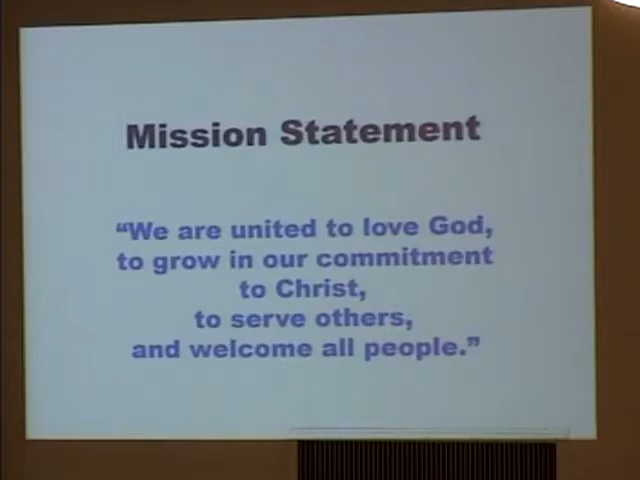 Mission Statement
“We are united to love God,
to grow in our commitment
to Christ,
to serve others,
and welcome all people.”